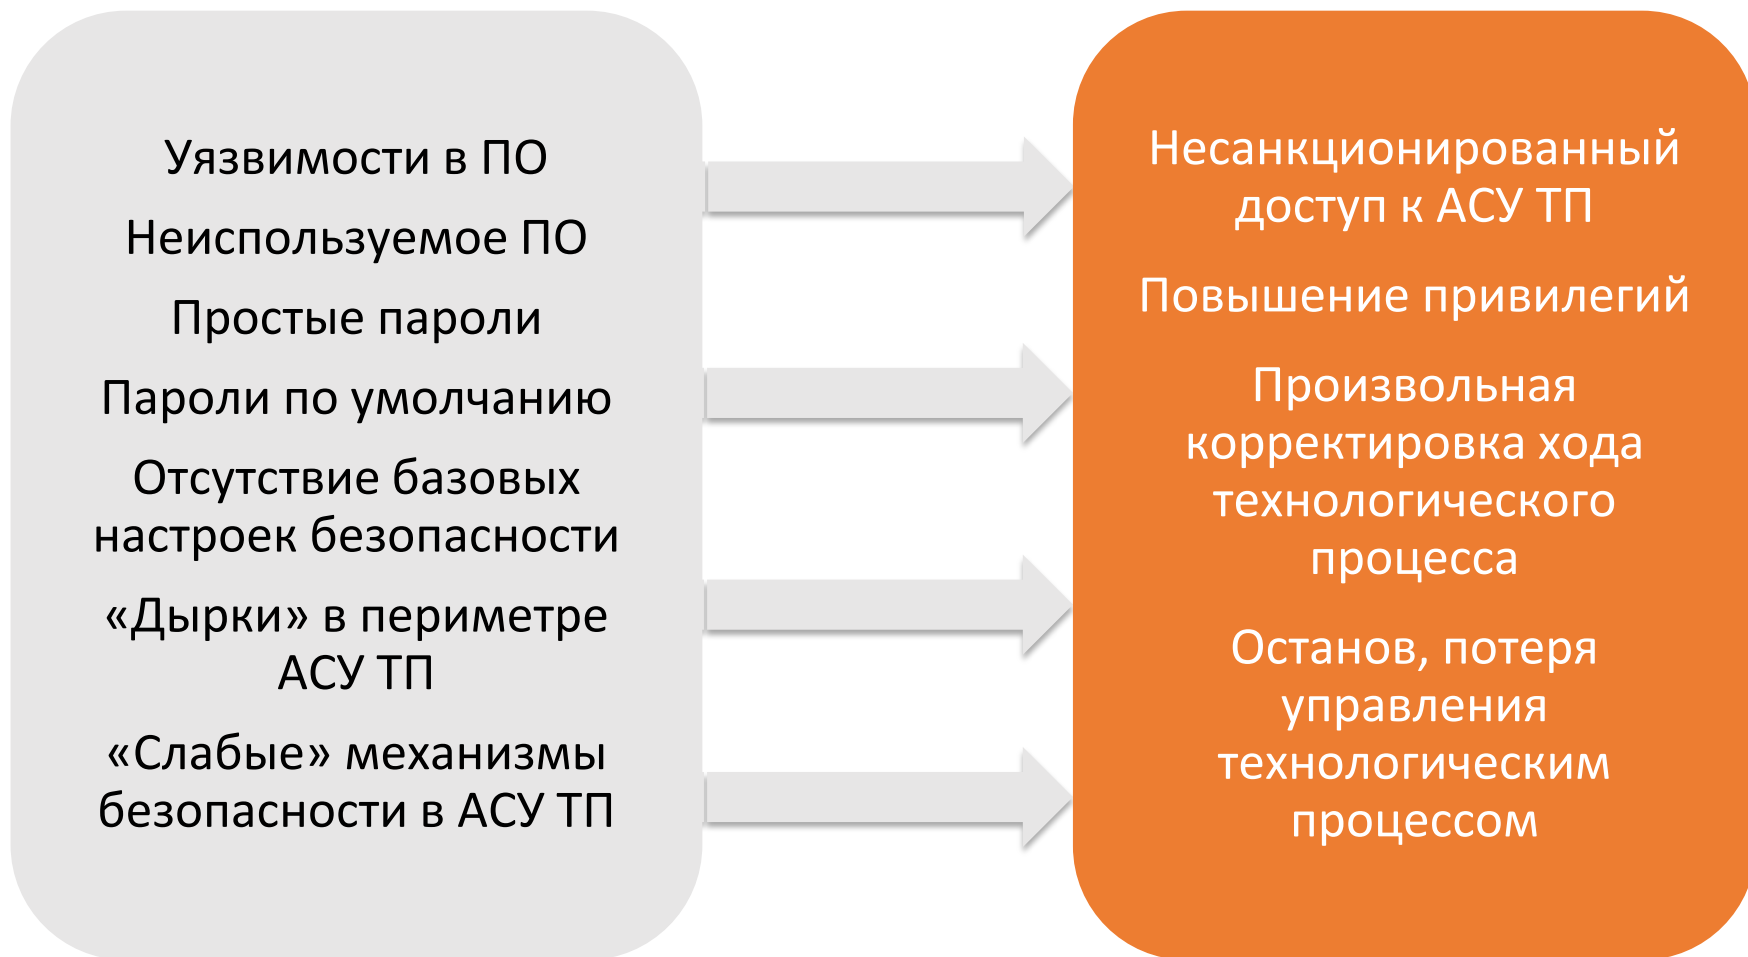 Уязвимости в ПО
Неиспользуемое ПО
Простые пароли
Пароли по умолчанию
Отсутствие базовых
настроек безопасности
«Дырки» в периметре
АСУ ТП
«Слабые» механизмы
безопасности в АСУ ТП
Несанкционированный
доступ к АСУ ТП
Повышение привилегий
Произвольная
корректировка хода
технологического
процесса
Останов, потеря
управления
технологическим
процессом